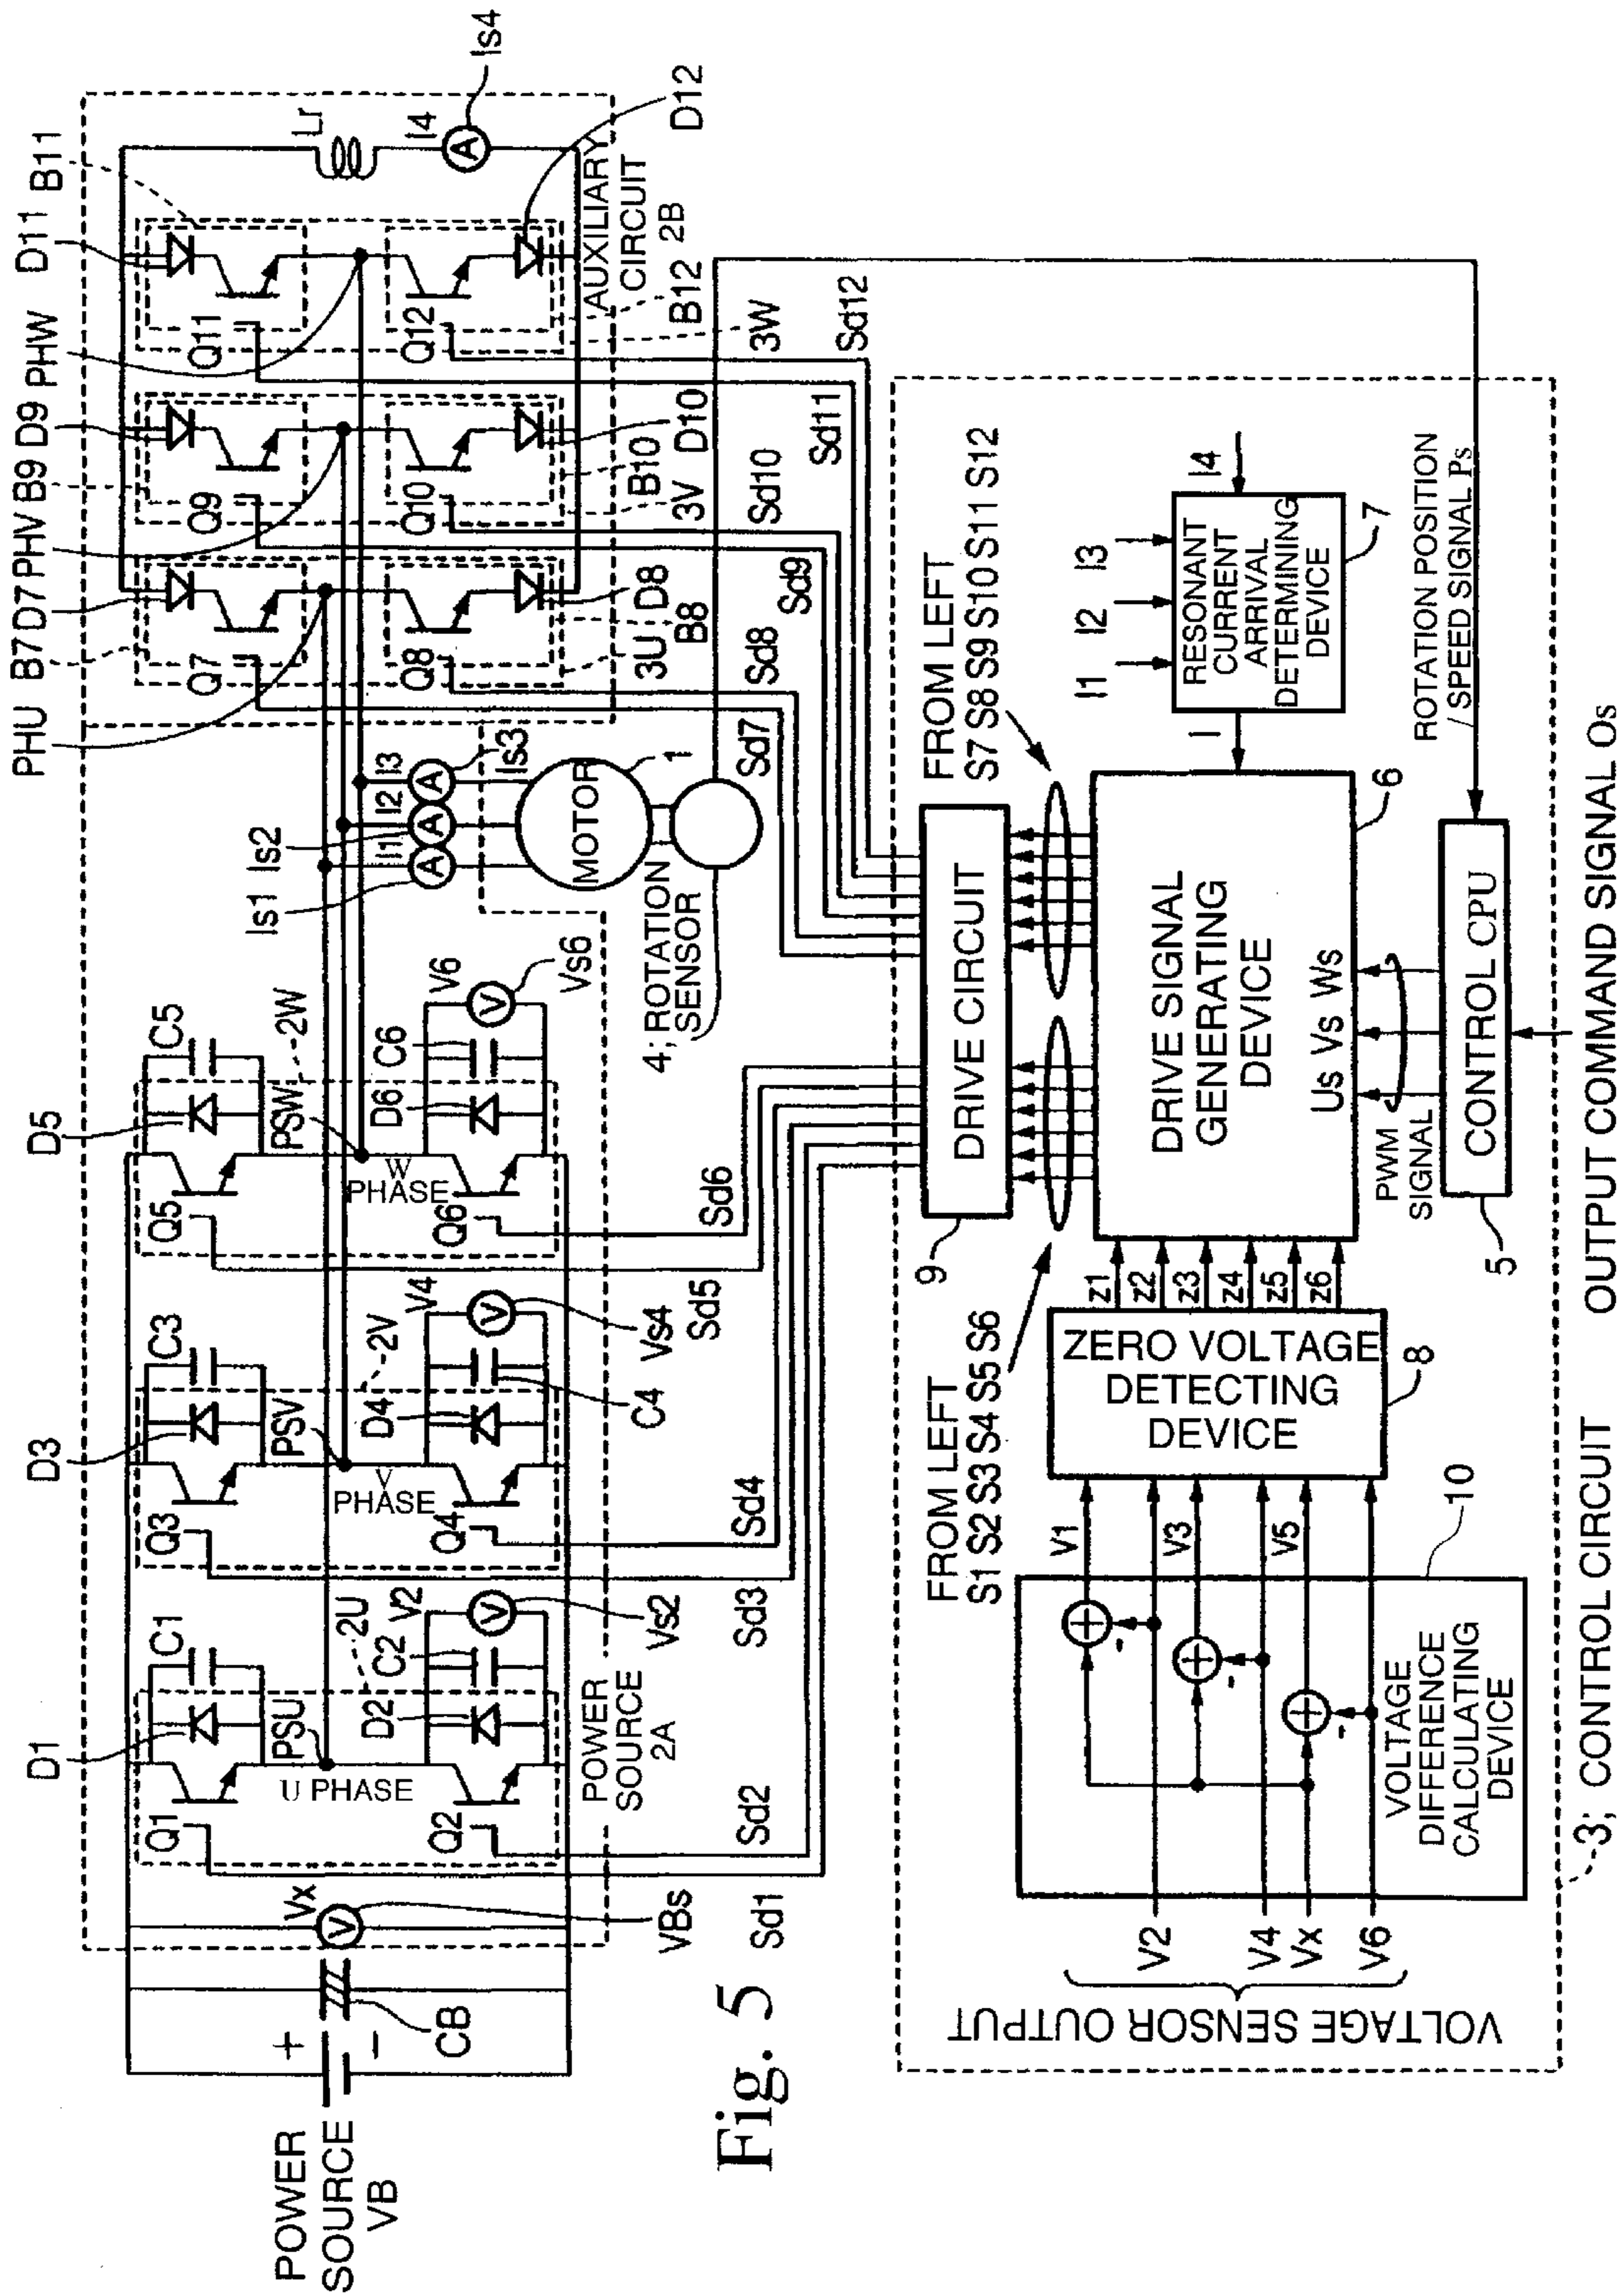 Fig. 5
POWER
SOURCE
VB
+
−
CB
Vx
V
VBs
POWER
SOURCE
2A
D1
C1
Q1
PSU
U PHASE
2U
D2
C2
V2
V
Vs2
Q2
D3
C3
Q3
PSV
V
PHASE
2V
D4
C4
V4
V
Vs4
Q4
D5
C5
Q5
PSW
W
PHASE
2W
D6
C6
V6
V
Vs6
Q6
Is1
Is2
Is3
I1
I2
I3
A
A
A
MOTOR
1
4; ROTATION
SENSOR
PHU
B7
D7
PHV
B9
D9
PHW
D11
B11
Q7
Q8
Q9
Q10
Q11
Q12
3U
B8
D8
3V
B10
D10
3W
B12
D12
AUXILIARY
CIRCUIT
2B
Lr
I4
A
Is4
Sd1
Sd2
Sd3
Sd4
Sd5
Sd6
Sd7
Sd8
Sd9
Sd10
Sd11
Sd12
DRIVE CIRCUIT
9
FROM LEFT
S1 S2 S3 S4 S5 S6
FROM LEFT
S7 S8 S9 S10 S11 S12
DRIVE SIGNAL
GENERATING
DEVICE
6
Us Vs Ws
PWM
SIGNAL
CONTROL CPU
5
I1
I2
I3
I4
RESONANT
CURRENT
ARRIVAL
DETERMINING
DEVICE
7
I
ROTATION POSITION
/ SPEED SIGNAL Ps
z1
z2
z3
z4
z5
z6
ZERO VOLTAGE
DETECTING
DEVICE
8
V1
V3
V5
10
-
-
-
VOLTAGE
DIFFERENCE
CALCULATING
DEVICE
V2
V4
Vx
V6
VOLTAGE SENSOR OUTPUT
3; CONTROL CIRCUIT
OUTPUT COMMAND SIGNAL Os